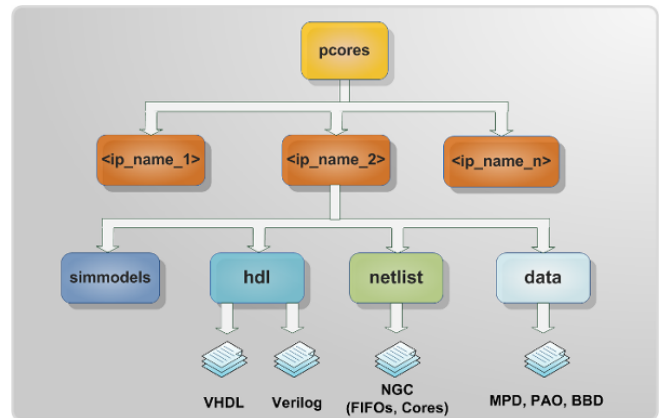 pcores
<ip_name_1>
<ip_name_2>
<ip_name_n>
simmodels
hdl
netlist
data
VHDL
Verilog
NGC
(FIFOs, Cores)
MPD, PAO, BBD